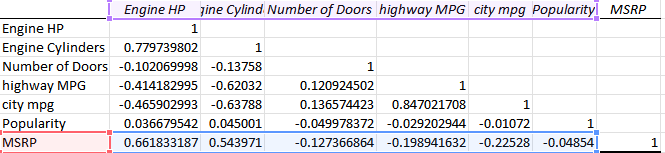 Engine HP gine Cylind Number of Doors highway MPG city mpg Popularity MSRP
Engine HP 1
Engine Cylinders 0.779739802 1
Number of Doors -0.102069998 -0.13758 1
highway MPG -0.414182995 -0.62032 0.120924502 1
city mpg -0.465902993 -0.63788 0.136574423 0.847021708 1
Popularity 0.036679542 0.045001 -0.049978372 -0.029202944 -0.01072 1
MSRP 0.661833187 0.543971 -0.127366864 -0.198941632 -0.22528 -0.04854 1